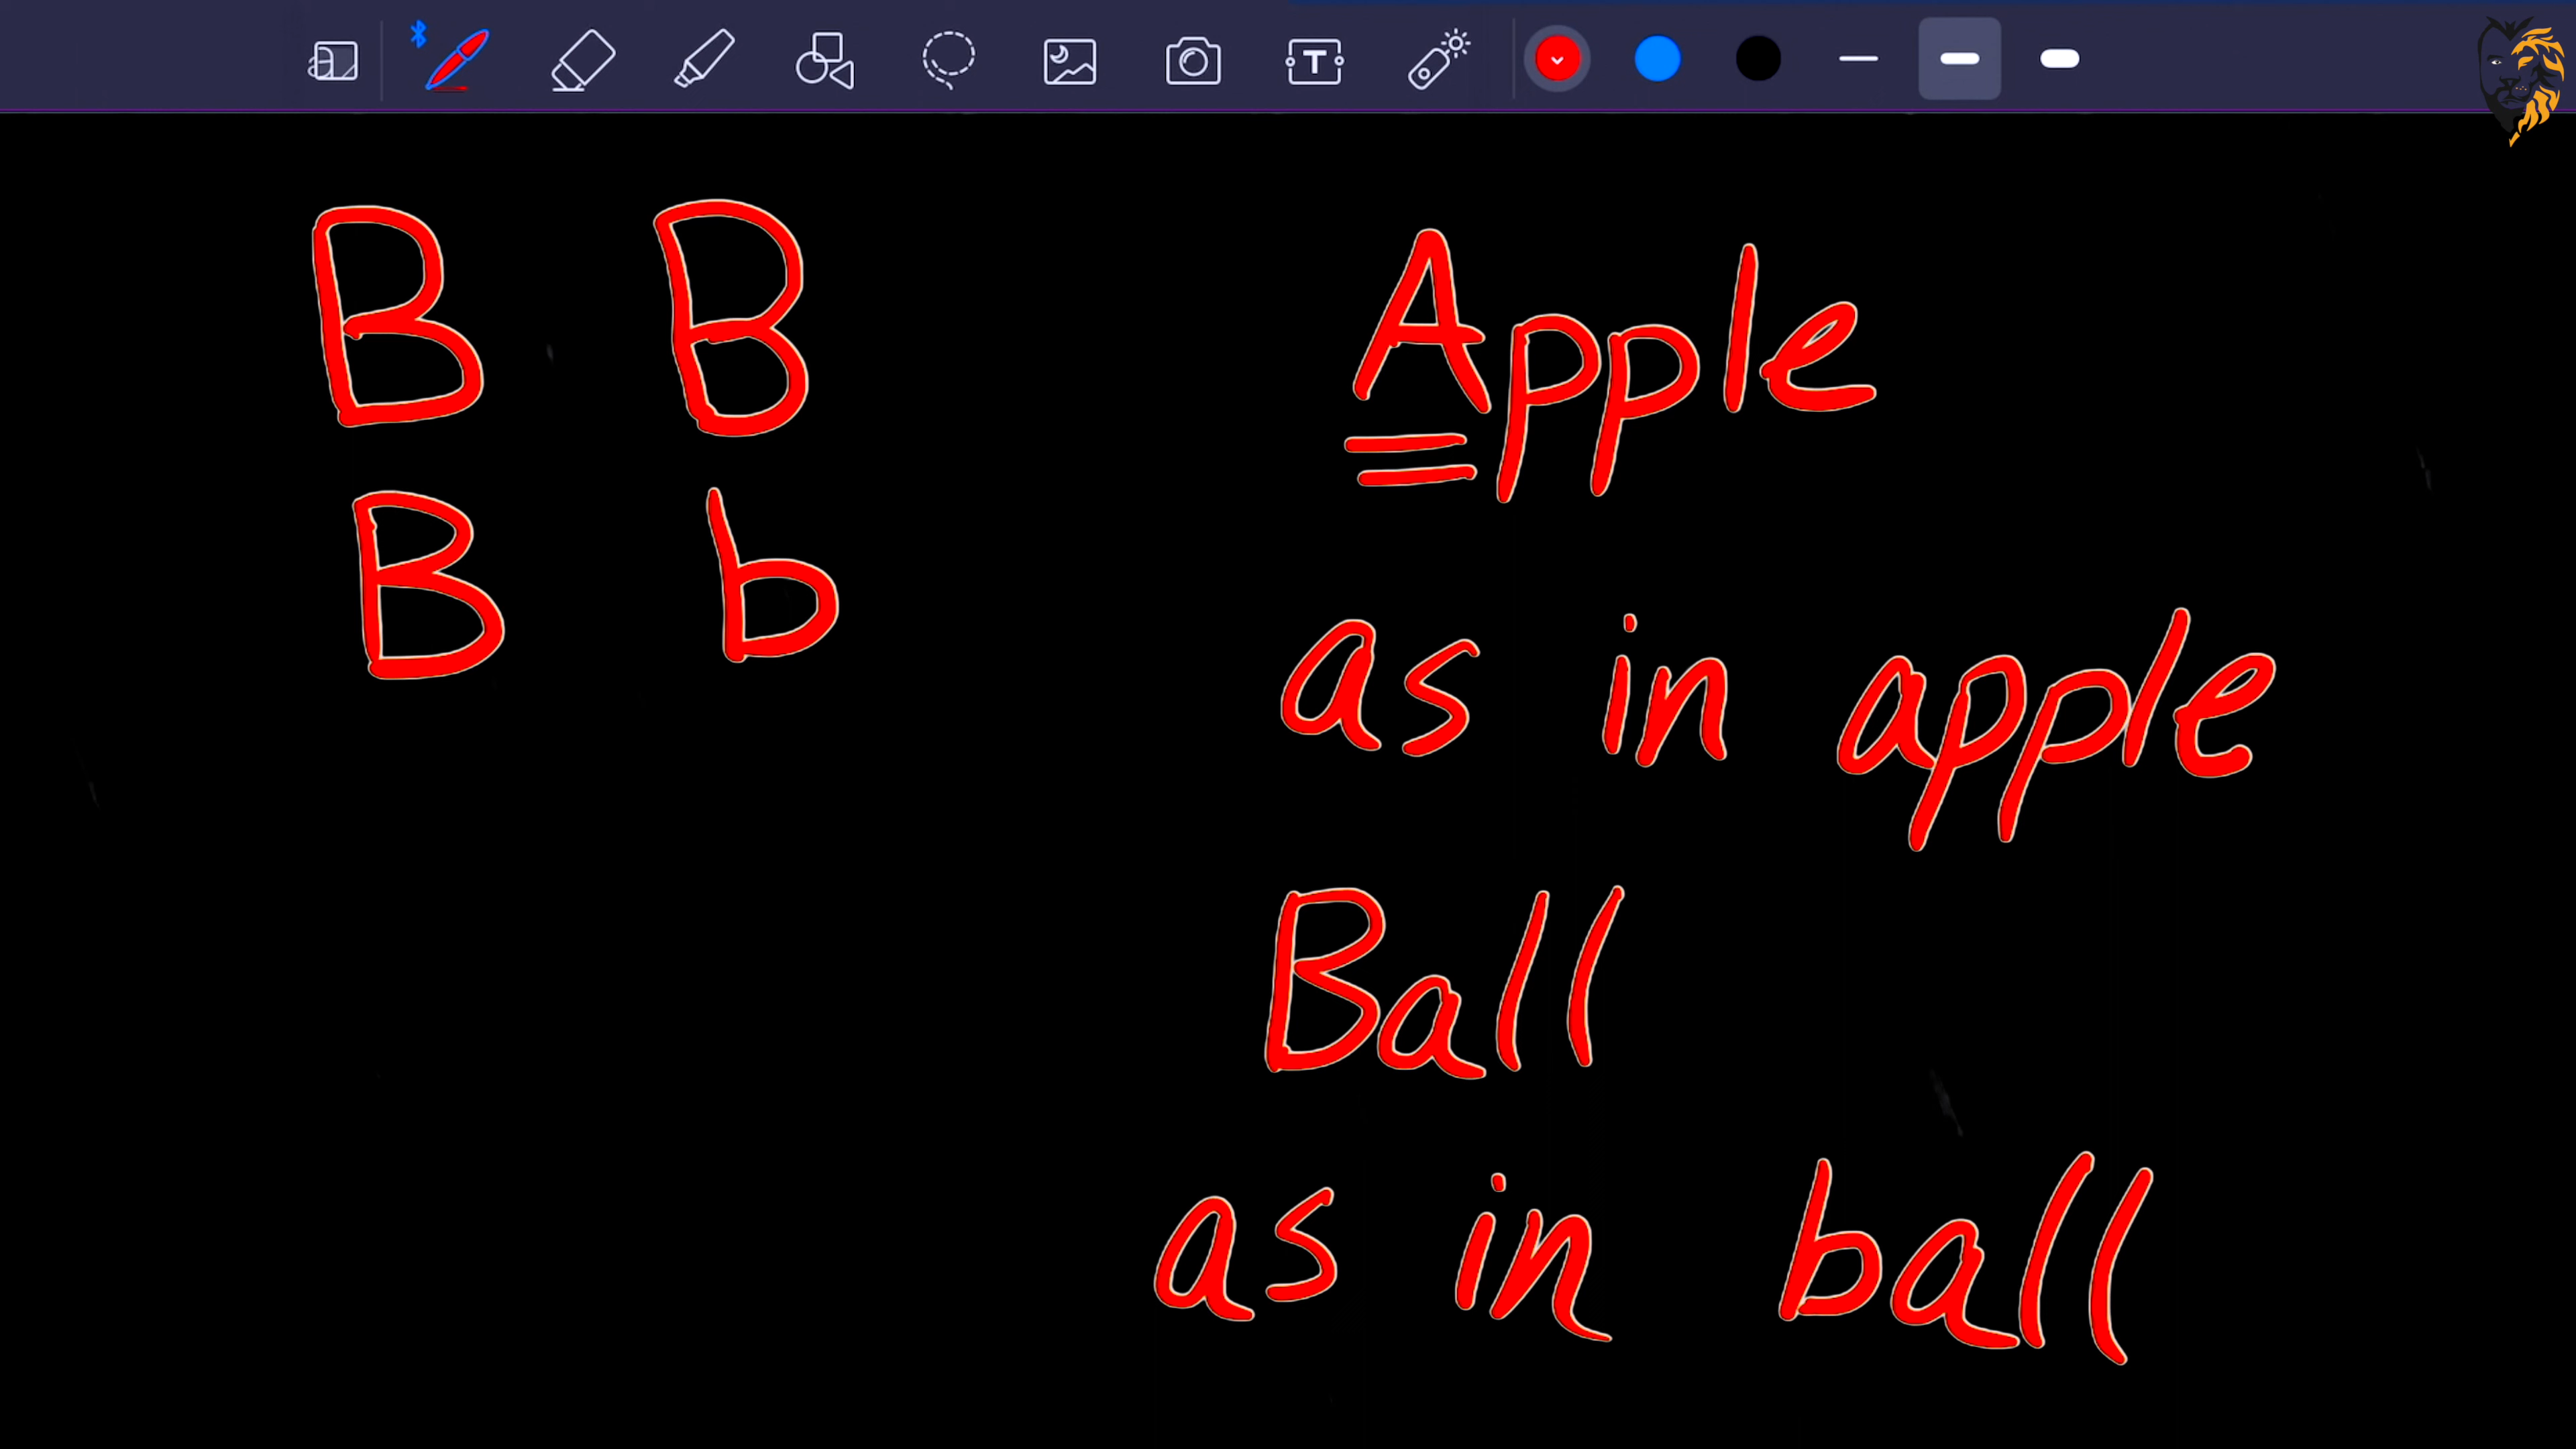 B B
B b
Apple
as in apple
Ball
as in ball